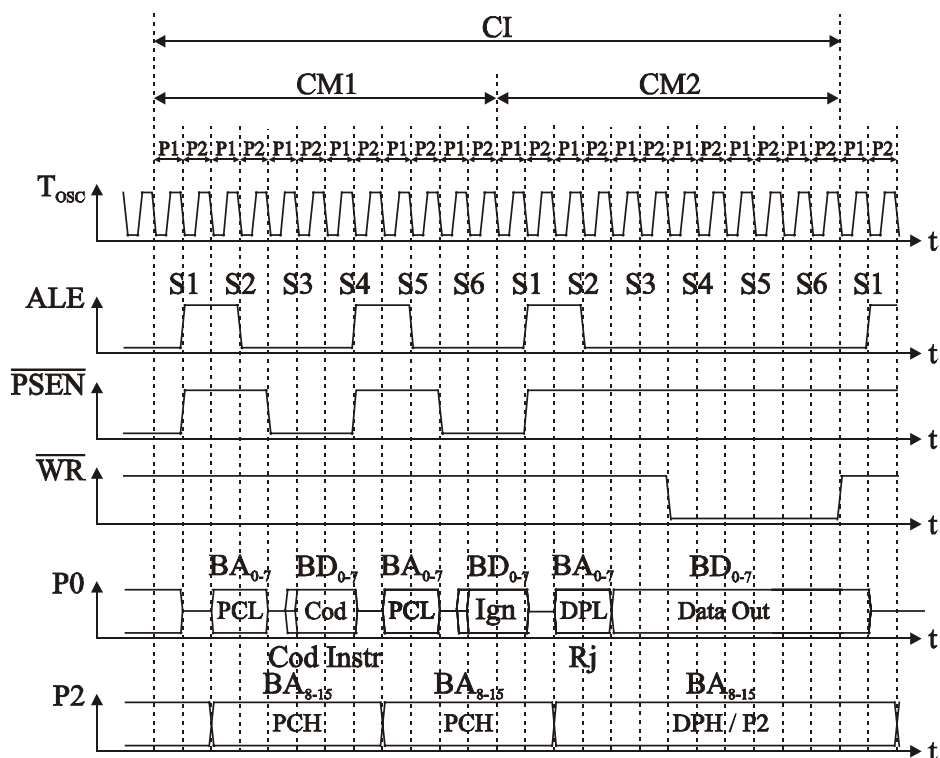 CI
CM1 CM2
P1 P2 P1 P2 P1 P2 P1 P2 P1 P2 P1 P2 P1 P2 P1 P2 P1 P2 P1 P2 P1 P2 P1 P2 P1 P2
Tosc t
S1 S2 S3 S4 S5 S6 S1 S2 S3 S4 S5 S6 S1
ALE t
PSEN t
WR t
BA0-7 BD0-7 BA0-7 BD0-7 BA0-7 BD0-7
P0 PCL Cod PCL Ign DPL Data Out t
Cod Instr Rj
BA8-15 BA8-15 BA8-15
P2 PCH PCH DPH / P2 t